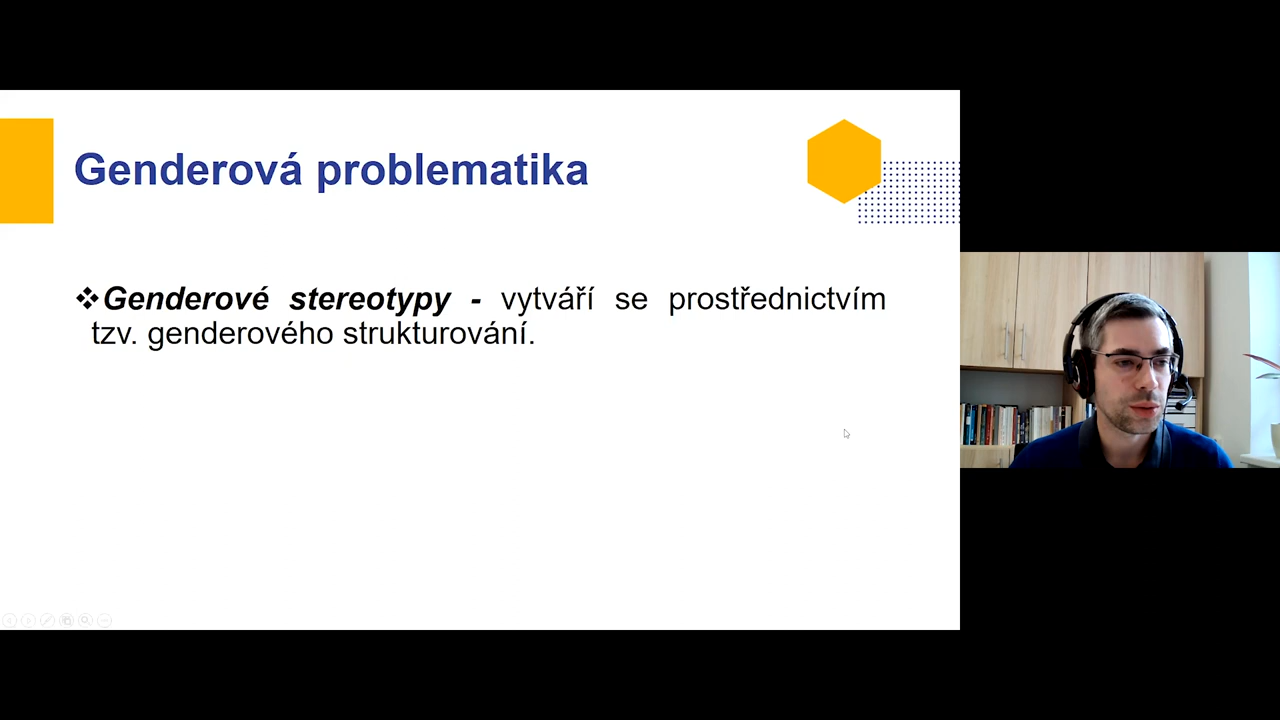 Genderová problematika
❖Genderové stereotypy - vytváří se prostřednictvím
tzv. genderového strukturování.